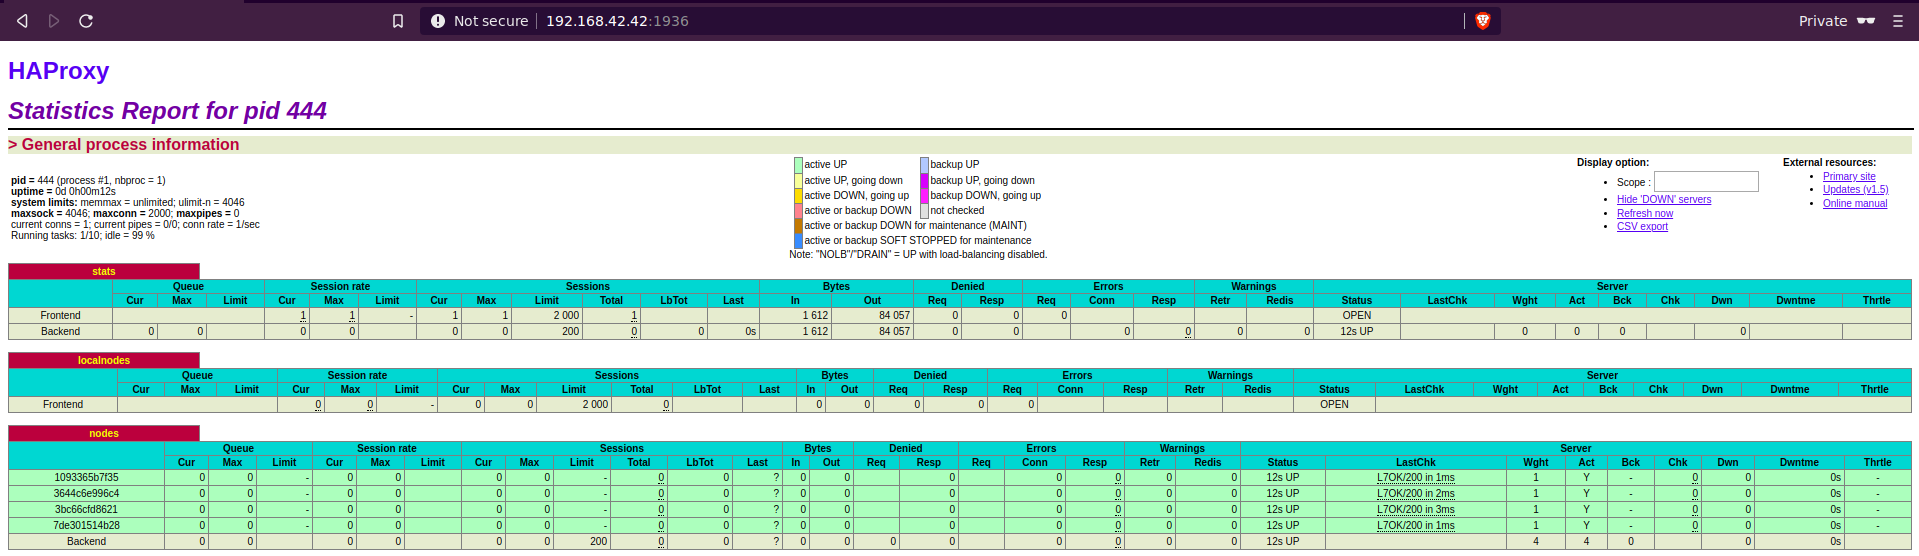 Not secure 192.168.42.42:1936 Private
HAProxy
Statistics Report for pid 444
> General process information
pid = 444 (process #1, nbproc = 1)
uptime = 0d 0h00m12s
system limits: memmax = unlimited; ulimit-n = 4046
maxsock = 4046; maxconn = 2000; maxpipes = 0
current conns = 1; current pipes = 0/0; conn rate = 1/sec
Running tasks: 1/10; idle = 99 %
active UP backup UP
active UP, going down backup UP, going down
active DOWN, going up backup DOWN, going up
active or backup DOWN not checked
active or backup DOWN for maintenance (MAINT)
active or backup SOFT STOPPED for maintenance
Note: "NOLB"/"DRAIN" = UP with load-balancing disabled.
Display option:
• Scope :
• Hide 'DOWN' servers
• Refresh now
• CSV export
External resources:
• Primary site
• Updates (v1.5)
• Online manual
stats
Queue Session rate Sessions Bytes Denied Errors Warnings Server
Cur Max Limit Cur Max Limit Cur Max Limit Total LbTot Last In Out Req Resp Req Conn Resp Retr Redis Status LastChk Wght Act Bck Chk Dwn Dwntme Thrtle
Frontend 1 1 - 1 1 2 000 1 1 612 84 057 0 0 0 OPEN
Backend 0 0 0 0 0 0 200 0 0 0s 1 612 84 057 0 0 0 0 0 0 12s UP 0 0 0 0
localnodes
Queue Session rate Sessions Bytes Denied Errors Warnings Server
Cur Max Limit Cur Max Limit Cur Max Limit Total LbTot Last In Out Req Resp Req Conn Resp Retr Redis Status LastChk Wght Act Bck Chk Dwn Dwntme Thrtle
Frontend 0 0 - 0 0 2 000 0 0 0 0 0 0 OPEN
nodes
Queue Session rate Sessions Bytes Denied Errors Warnings Server
Cur Max Limit Cur Max Limit Cur Max Limit Total LbTot Last In Out Req Resp Req Conn Resp Retr Redis Status LastChk Wght Act Bck Chk Dwn Dwntme Thrtle
1093365b7f35 0 0 - 0 0 0 0 - 0 0 ? 0 0 0 0 0 0 0 12s UP L7OK/200 in 1ms 1 Y - 0 0 0s -
3644c6e996c4 0 0 - 0 0 0 0 - 0 0 ? 0 0 0 0 0 0 0 12s UP L7OK/200 in 2ms 1 Y - 0 0 0s -
3bc66cfd8621 0 0 - 0 0 0 0 - 0 0 ? 0 0 0 0 0 0 0 12s UP L7OK/200 in 3ms 1 Y - 0 0 0s -
7de301514b28 0 0 - 0 0 0 0 - 0 0 ? 0 0 0 0 0 0 0 12s UP L7OK/200 in 1ms 1 Y - 0 0 0s -
Backend 0 0 0 0 0 0 200 0 0 ? 0 0 0 0 0 0 0 0 12s UP 4 4 0 0 0s